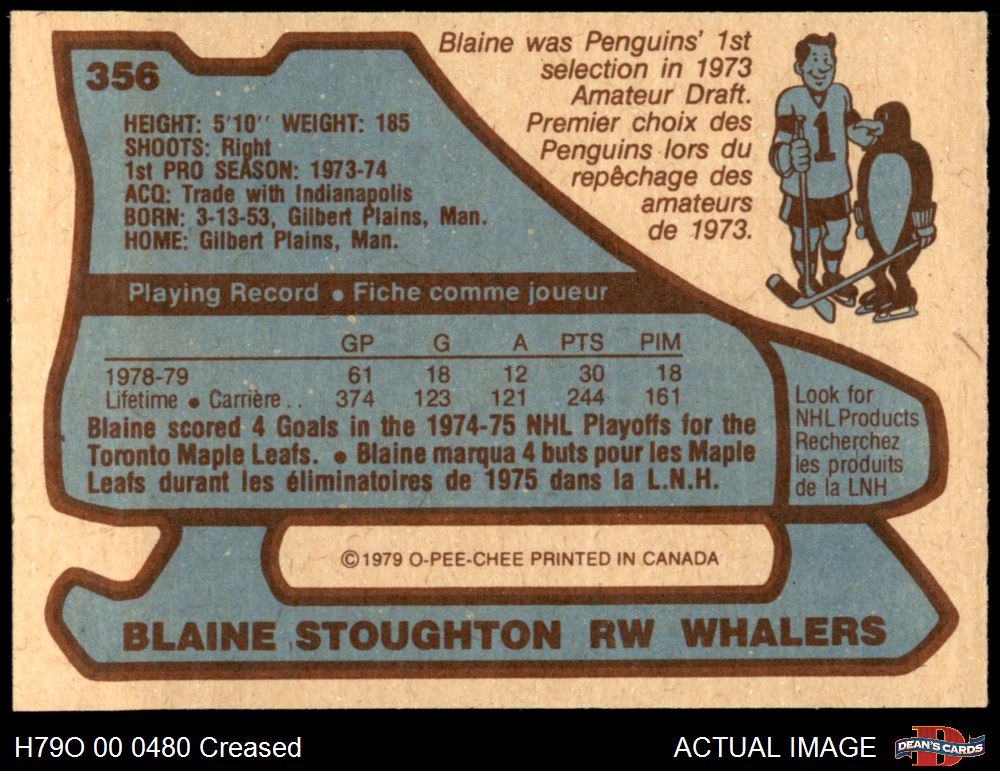 356
HEIGHT: 5'10'' WEIGHT: 185
SHOOTS: Right
1st PRO SEASON: 1973-74
ACQ: Trade with Indianapolis
BORN: 3-13-53, Gilbert Plains, Man.
HOME: Gilbert Plains, Man.
Blaine was Penguins' 1st
selection in 1973
Amateur Draft.
Premier choix des
Penguins lors du
repêchage des
amateurs
de 1973.
1
Playing Record • Fiche comme joueur
GP G A PTS PIM
1978-79 61 18 12 30 18
Lifetime • Carrière . . 374 123 121 244 161
Blaine scored 4 Goals in the 1974-75 NHL Playoffs for the
Toronto Maple Leafs. • Blaine marqua 4 buts pour les Maple
Leafs durant les éliminatoires de 1975 dans la L.N.H.
Look for
NHL Products
Recherchez
les produits
de la LNH
©1979 O-PEE-CHEE PRINTED IN CANADA
BLAINE STOUGHTON RW WHALERS
H79O 00 0480 Creased
ACTUAL IMAGE
D
DEAN'S CARDS